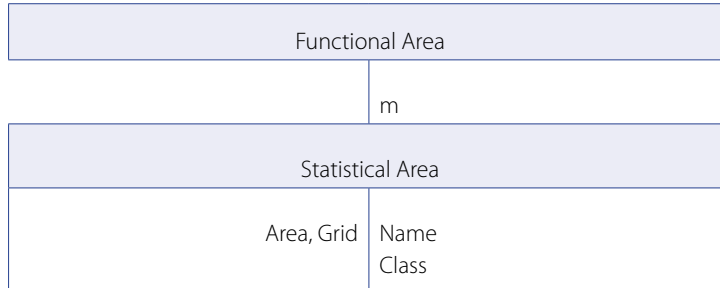 Functional Area
m
Statistical Area
Area, Grid
Name
Class